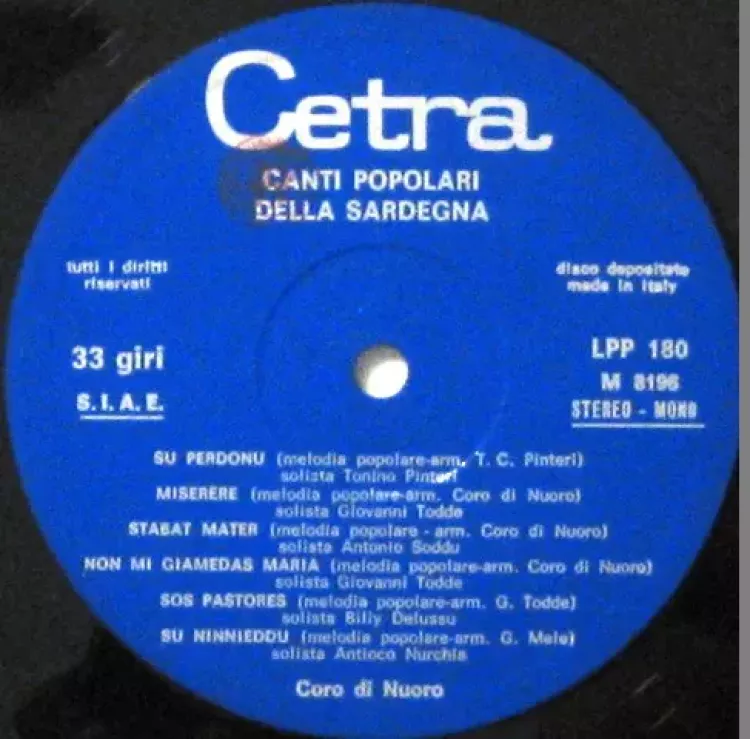 Cetra
CANTI POPOLARI
DELLA SARDEGNA
tutti i diritti
riservati
disco depositato
made in italy
33 giri
S.I.A.E.
LPP 180
M 8196
STEREO - MONO
SU PERDONU (melodia popolare-arm. T. C. Pinteri)
solista Tonino Pinteri
MISERERE (melodia popolare-arm. Coro di Nuoro)
solista Giovanni Todde
STABAT MATER (melodia popolare - arm. Coro di Nuoro)
solista Antonio Soddu
NON MI GIAMEDAS MARIA (melodia popolare-arm. Coro di Nuoro)
solista Giovanni Todde
SOS PASTORES (melodia popolare-arm. G. Todde)
solista Billy Delussu
SU NINNIEDDU (melodia popolare-arm. G. Mele)
solista Antioco Nurchis
Coro di Nuoro